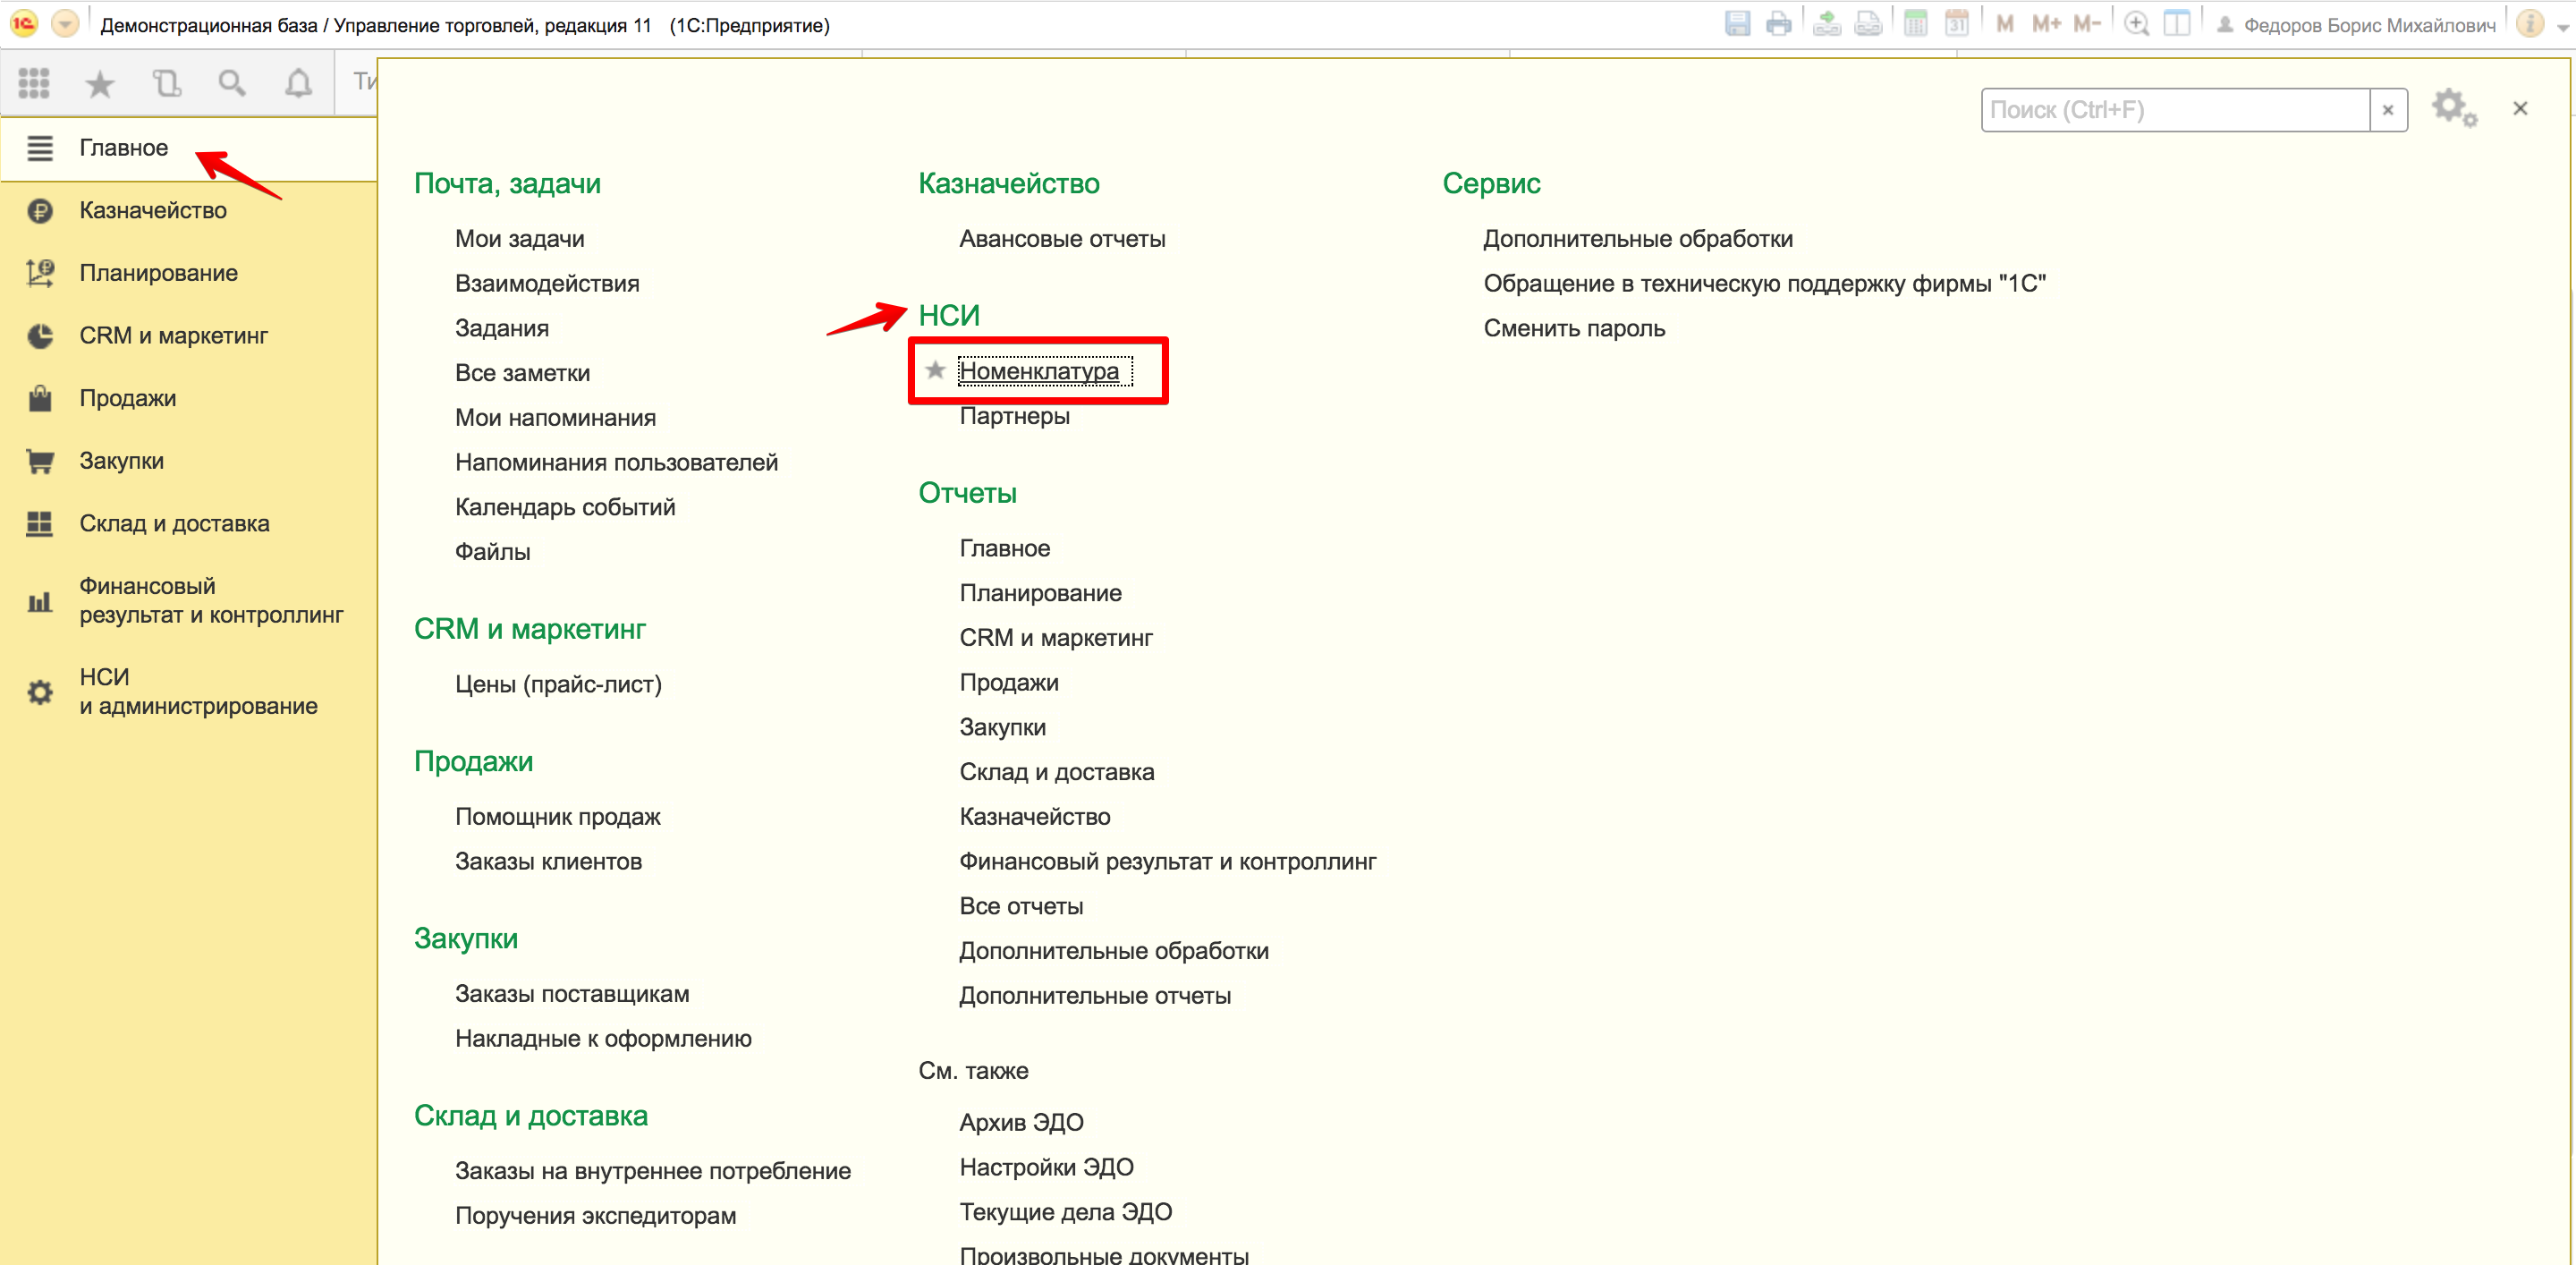 1С Демонстрационная база / Управление торговлей, редакция 11 (1С:Предприятие)
31 M M+ M- Федоров Борис Михайлович i
Ти
Поиск (Ctrl+F)
Главное
Казначейство
Планирование
CRM и маркетинг
Продажи
Закупки
Склад и доставка
Финансовый
результат и контроллинг
НСИ
и администрирование
Почта, задачи
Мои задачи
Взаимодействия
Задания
Все заметки
Мои напоминания
Напоминания пользователей
Календарь событий
Файлы
CRM и маркетинг
Цены (прайс-лист)
Продажи
Помощник продаж
Заказы клиентов
Закупки
Заказы поставщикам
Накладные к оформлению
Склад и доставка
Заказы на внутреннее потребление
Поручения экспедиторам
Казначейство
Авансовые отчеты
НСИ
Номенклатура
Партнеры
Отчеты
Главное
Планирование
CRM и маркетинг
Продажи
Закупки
Склад и доставка
Казначейство
Финансовый результат и контроллинг
Все отчеты
Дополнительные обработки
Дополнительные отчеты
См. также
Архив ЭДО
Настройки ЭДО
Текущие дела ЭДО
Произвольные документы
Сервис
Дополнительные обработки
Обращение в техническую поддержку фирмы "1С"
Сменить пароль